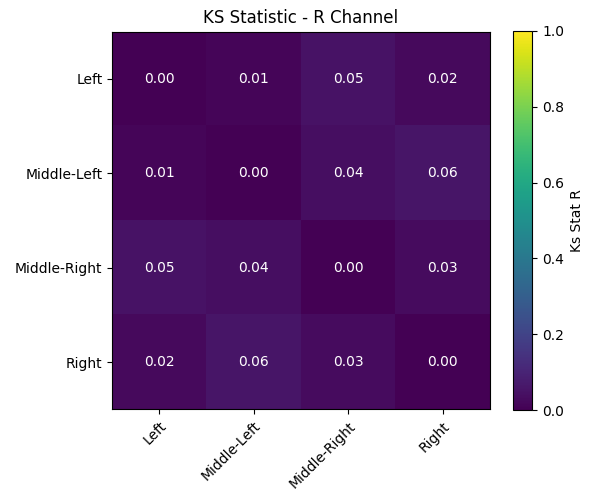 KS Statistic - R Channel
Left 0.00 0.01 0.05 0.02
Middle-Left 0.01 0.00 0.04 0.06
Middle-Right 0.05 0.04 0.00 0.03
Right 0.02 0.06 0.03 0.00
Left Middle-Left Middle-Right Right
1.0
0.8
0.6
0.4
0.2
0.0
Ks Stat R